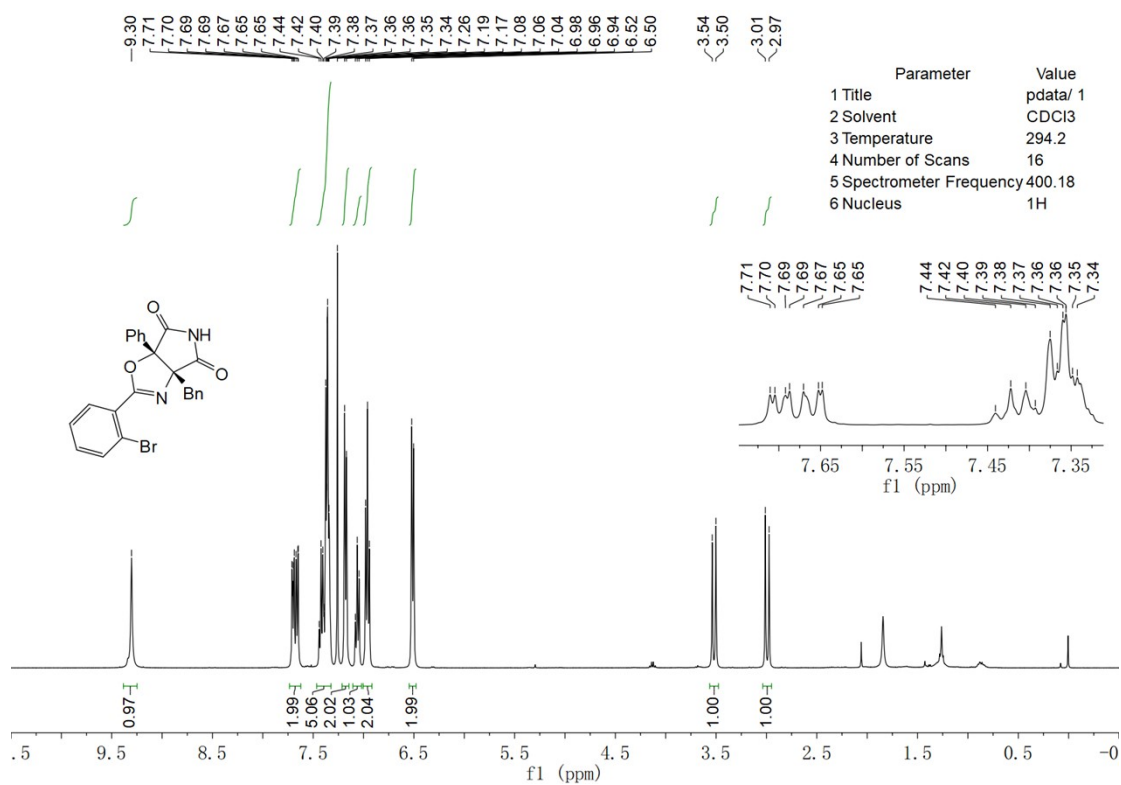 9.30 7.71 7.70 7.69 7.69 7.67 7.65 7.65 7.44 7.42 7.40 7.39 7.38 7.37 7.36 7.36 7.35 7.34 7.26 7.19 7.17 7.08 7.06 7.04 6.98 6.96 6.94 6.52 6.50 3.54 3.50 3.01 2.97
Parameter Value
1 Title pdata/ 1
2 Solvent CDCl3
3 Temperature 294.2
4 Number of Scans 16
5 Spectrometer Frequency 400.18
6 Nucleus 1H
7.71 7.70 7.69 7.69 7.67 7.65 7.65 7.44 7.42 7.40 7.39 7.38 7.37 7.36 7.36 7.35 7.34
7.65 7.55 7.45 7.35
f1 (ppm)
O
Ph
NH
O
O
N
Bn
Br
0.97 1.99 5.06 2.02 1.03 2.04 1.99 1.00 1.00
.5 9.5 8.5 7.5 6.5 5.5 4.5 3.5 2.5 1.5 0.5 -0
f1 (ppm)